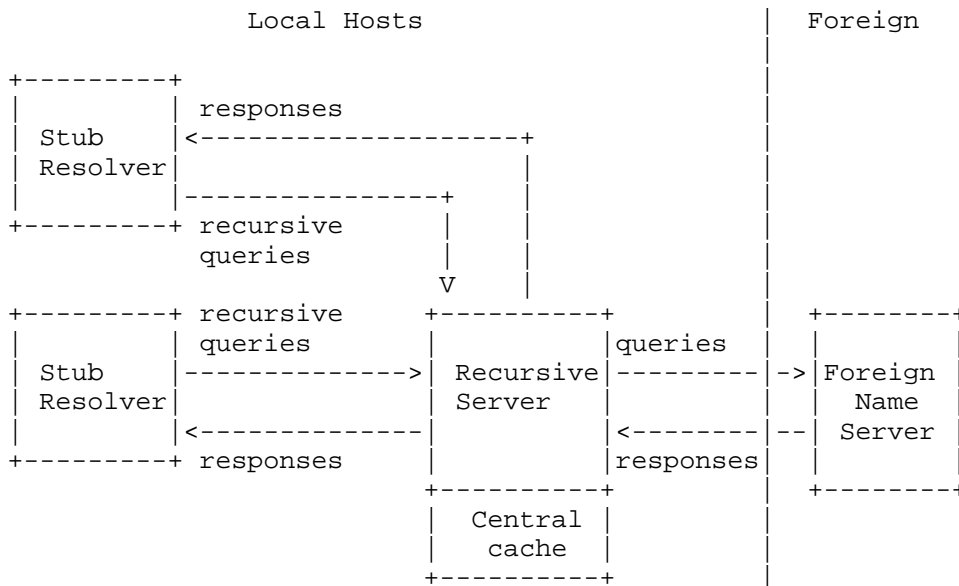 Local Hosts | Foreign
responses
Stub
Resolver
recursive
queries
recursive
queries
Stub
Resolver
responses
Recursive
Server
Central
cache
queries
responses
Foreign
Name
Server